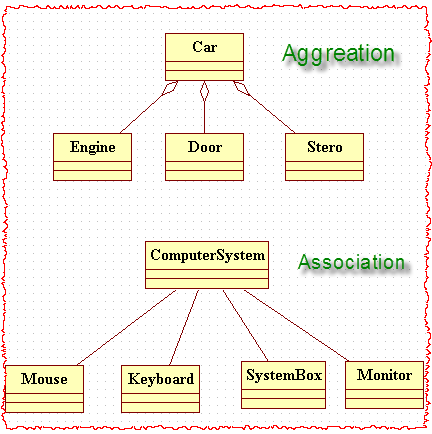 Car
Aggreation
Engine
Door
Stero
ComputerSystem
Association
Mouse
Keyboard
SystemBox
Monitor